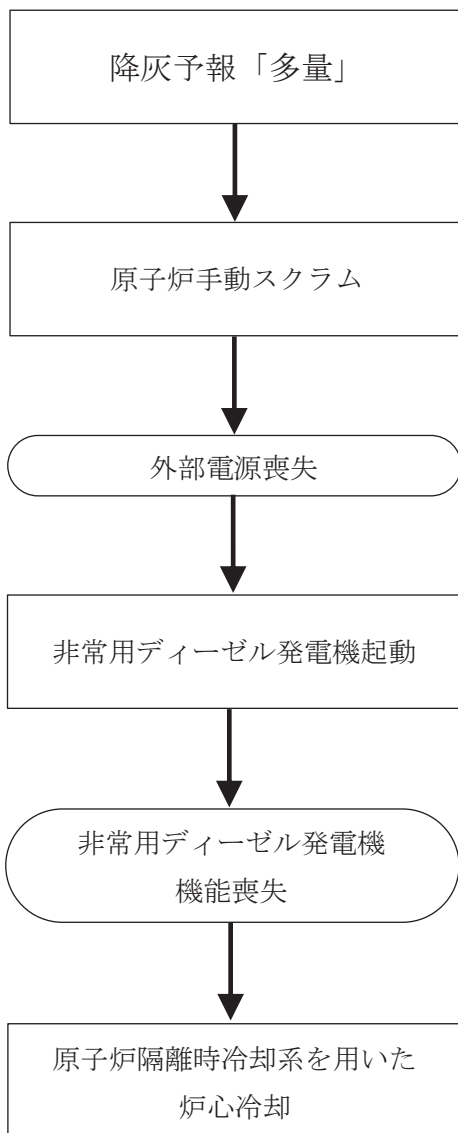 降灰予報「多量」
原子炉手動スクラム
外部電源喪失
非常用ディーゼル発電機起動
非常用ディーゼル発電機
機能喪失
原子炉隔離時冷却系を用いた
炉心冷却